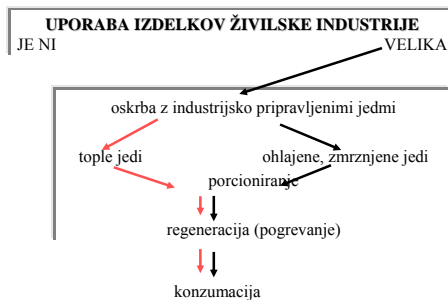 UPORABA IZDELKOV ŽIVILSKE INDUSTRIJE
JE NI VELIKA
oskrba z industrijsko pripravljenimi jedmi
tople jedi ohlajene, zmrznjene jedi
porcioniranje
regeneracija (pogrevanje)
konzumacija